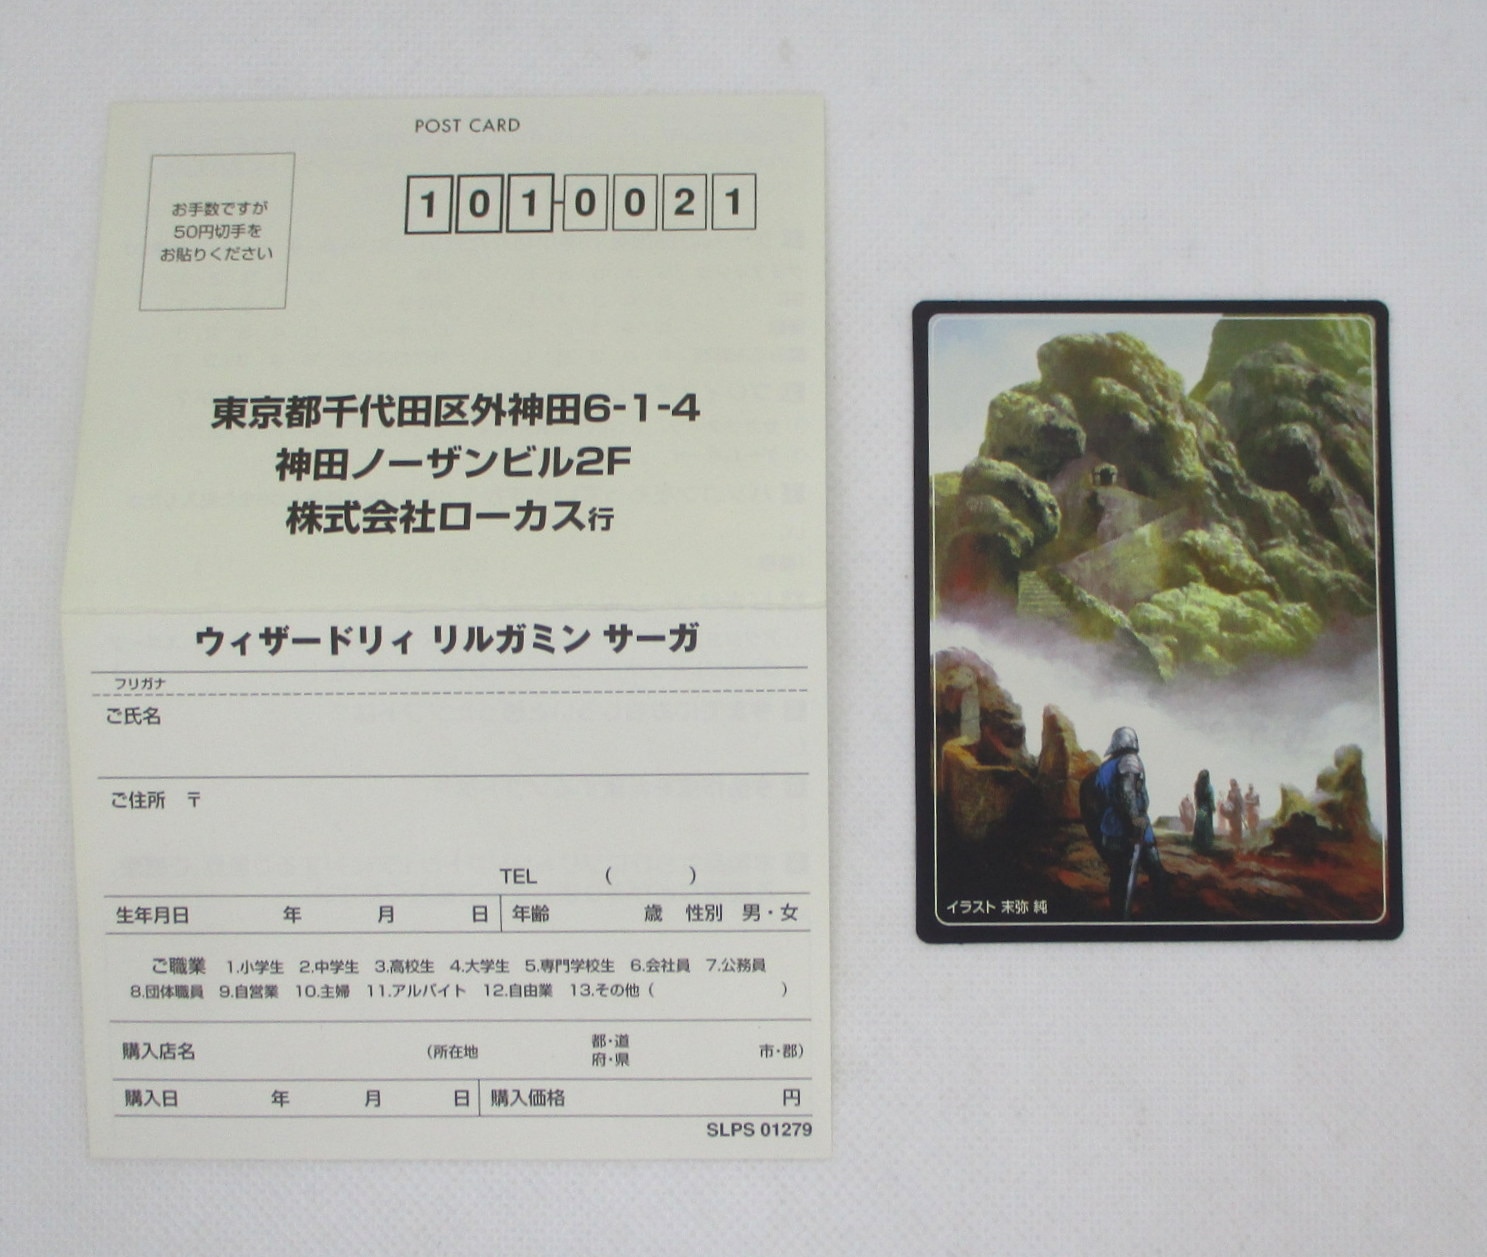 POST CARD
お手数ですが
50円切手を
お貼りください
101-0021
東京都千代田区外神田6-1-4
神田ノーザンビル2F
株式会社ローカス行
ウィザードリィ リルガミン サーガ
フリガナ
ご氏名
ご住所 〒
TEL ( )
生年月日 年 月 日 年齢 歳 性別 男・女
ご職業 1.小学生 2.中学生 3.高校生 4.大学生 5.専門学校生 6.会社員 7.公務員
8.団体職員 9.自営業 10.主婦 11.アルバイト 12.自由業 13.その他 ( )
購入店名 (所在地 都・道 府・県 市・郡)
購入日 年 月 日 購入価格 円
SLPS 01279
イラスト 末弥 純